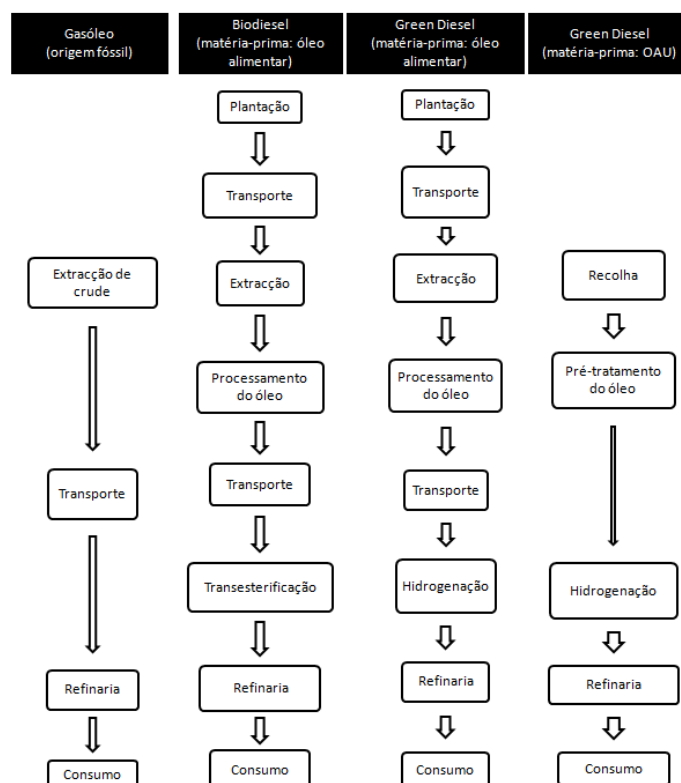 Gasóleo
(origem fóssil)
Biodiesel
(matéria-prima: óleo
alimentar)
Green Diesel
(matéria-prima: óleo
alimentar)
Green Diesel
(matéria-prima: OAU)
Extracção de
crude
Transporte
Refinaria
Consumo
Plantação
Transporte
Extracção
Processamento
do óleo
Transporte
Transesterificação
Refinaria
Consumo
Plantação
Transporte
Extracção
Processamento
do óleo
Transporte
Hidrogenação
Refinaria
Consumo
Recolha
Pré-tratamento
do óleo
Hidrogenação
Refinaria
Consumo